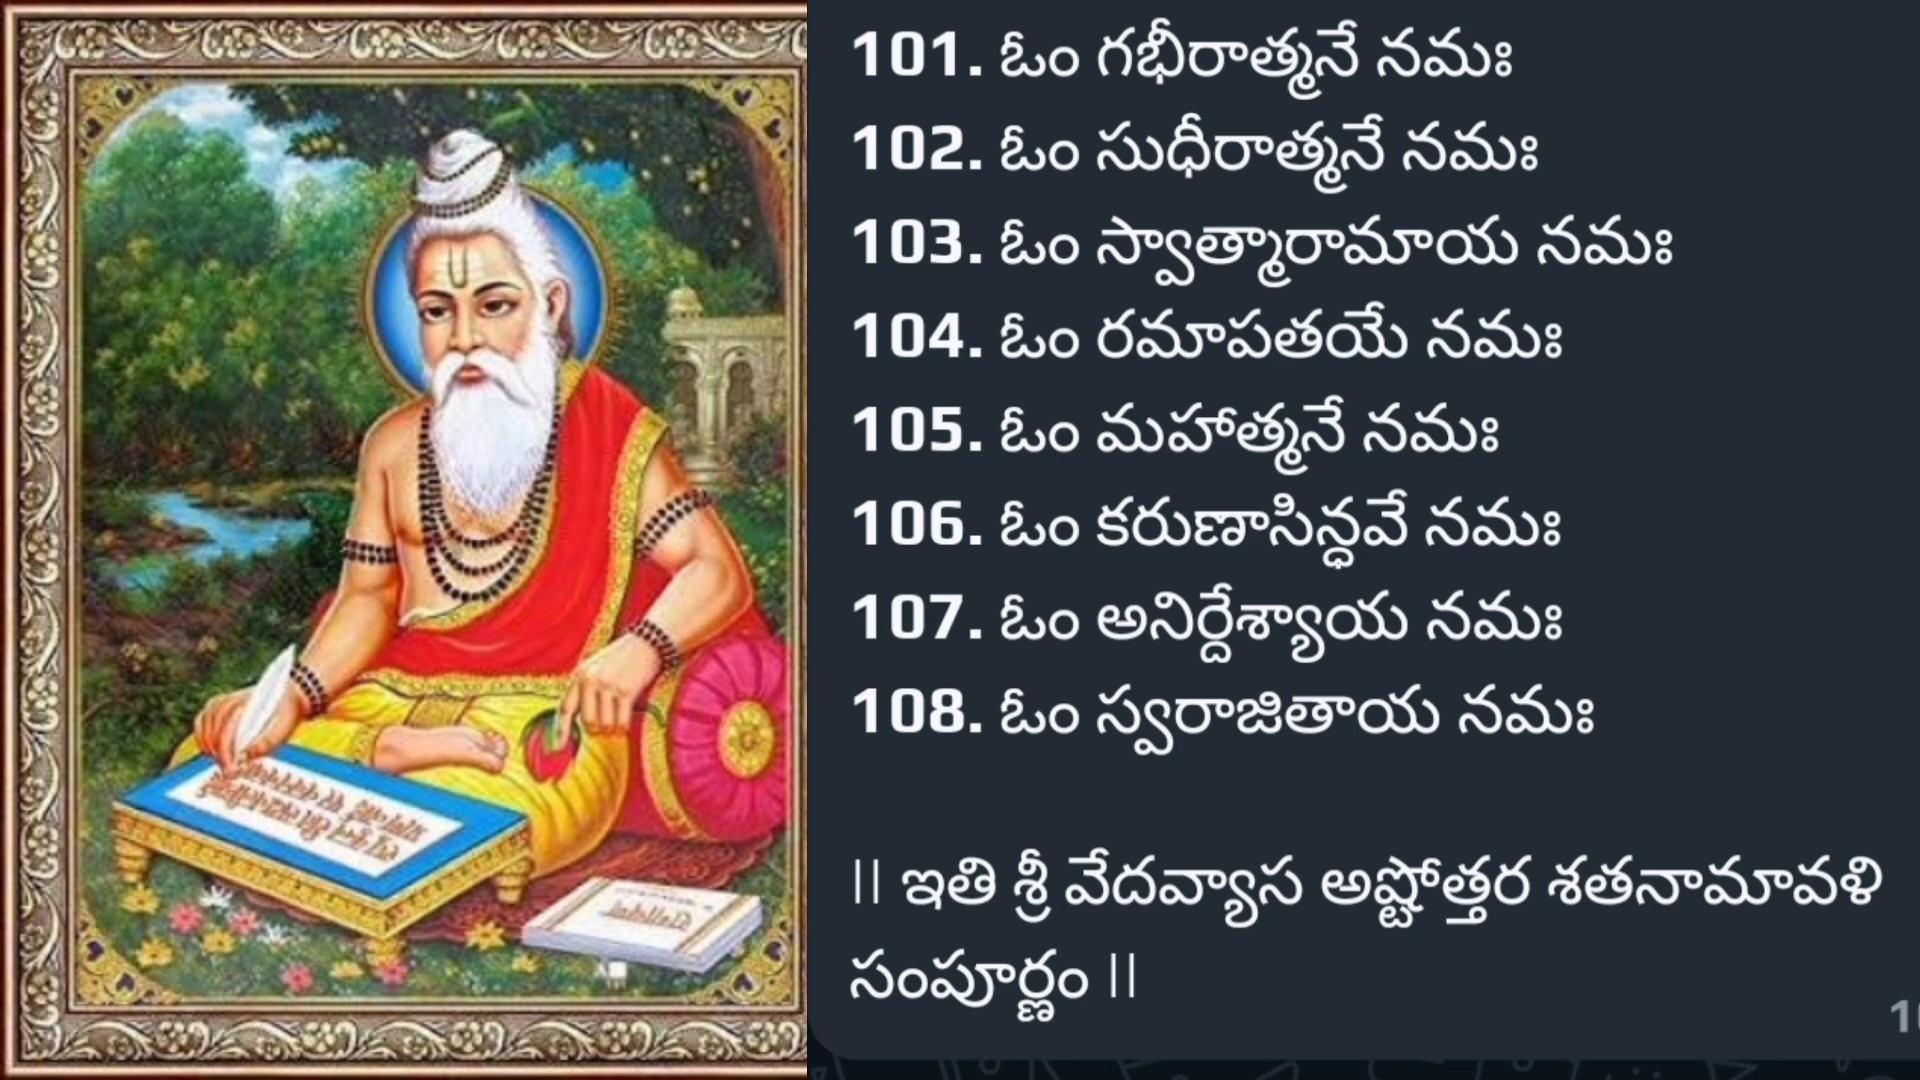 101. ఓం గభీరాత్మనే నమః
102. ఓం సుధీరాత్మనే నమః
103. ఓం స్వాత్మారామాయ నమః
104. ఓం రమాపతయే నమః
105. ఓం మహాత్మనే నమః
106. ఓం కరుణాసిన్ధవే నమః
107. ఓం అనిర్దేశ్యాయ నమః
108. ఓం స్వరాజితాయ నమః
|| ఇతి శ్రీ వేదవ్యాస అష్టోత్తర శతనామావళి
సంపూర్ణం ||